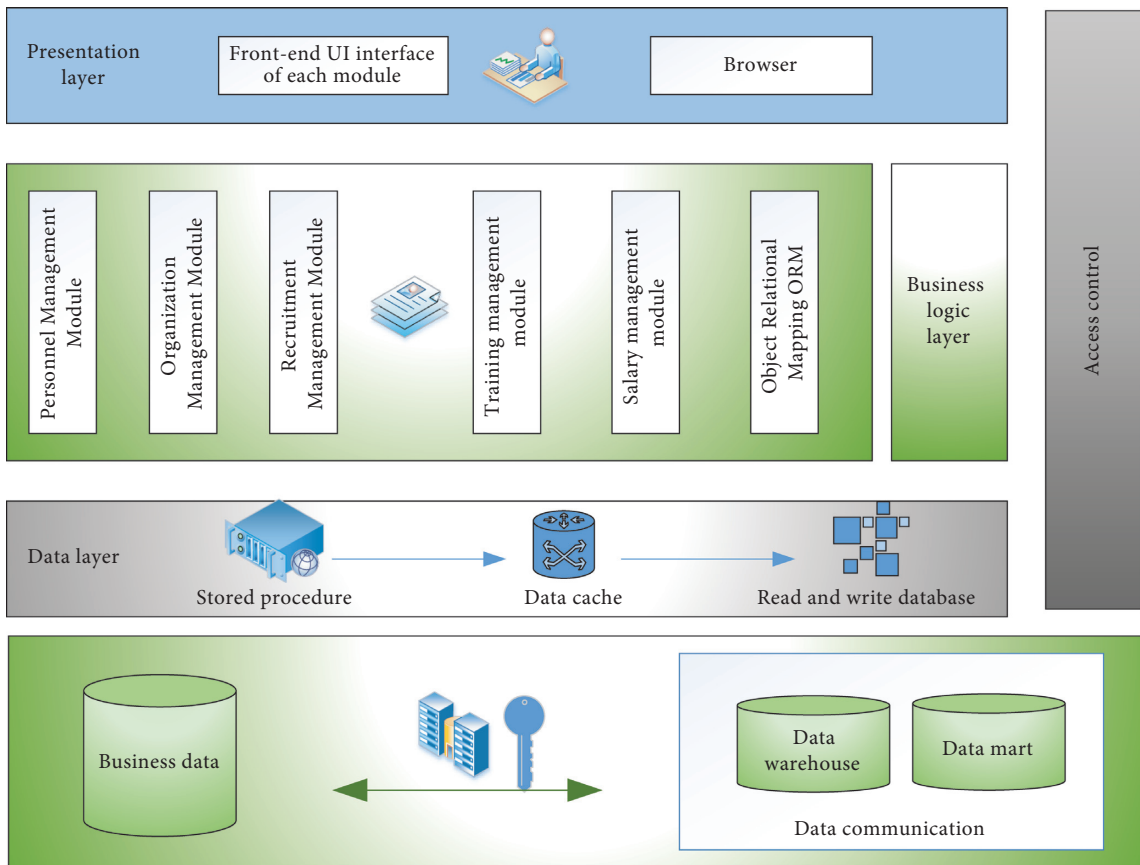 Presentation
layer
Front-end UI interface
of each module
Browser
Access control
Personnel Management
Module
Organization
Management Module
Recruitment
Management Module
Training management
module
Salary management
module
Object Relational
Mapping ORM
Business
logic
layer
Data layer
Stored procedure
Data cache
Read and write database
Business data
Data
warehouse
Data mart
Data communication